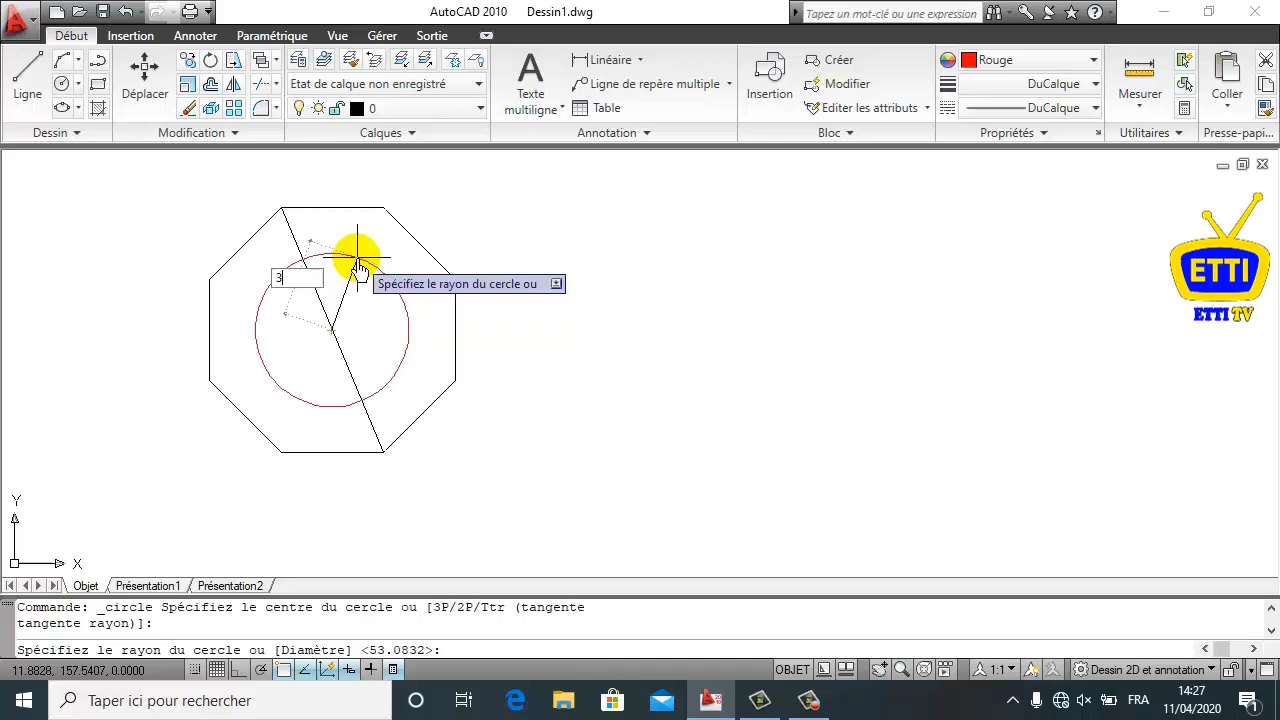 AutoCAD 2010 Dessin1.dwg
Tapez un mot-clé ou une expression
Début Insertion Annoter Paramétrique Vue Gérer Sortie
Ligne
Déplacer
Etat de calque non enregistré
0
Texte
multiligne
Linéaire
Ligne de repère multiple
Table
Insertion
Créer
Modifier
Editer les attributs
Rouge
DuCalque
DuCalque
Mesurer
Coller
Dessin Modification Calques Annotation Bloc Propriétés Utilitaires Presse-papi...
ETTI
ETTI TV
3
Spécifiez le rayon du cercle ou
Y
X
Objet Présentation1 Présentation2
Commande: _circle Spécifiez le centre du cercle ou [3P/2P/Ttr (tangente
tangente rayon)]:
Spécifiez le rayon du cercle ou [Diamètre] <53.0832>:
11.8828, 157.5407, 0.0000
OBJET
1:1
Dessin 2D et annotation
Taper ici pour rechercher
FRA
14:27
11/04/2020